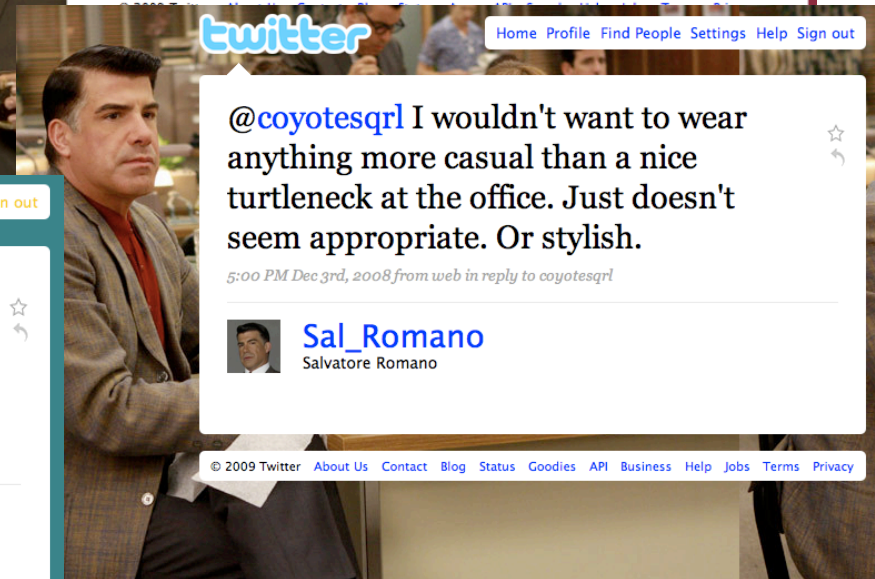 twitter
Home Profile Find People Settings Help Sign out
@coyotesqrl I wouldn't want to wear
anything more casual than a nice
turtleneck at the office. Just doesn't
seem appropriate. Or stylish.
5:00 PM Dec 3rd, 2008 from web in reply to coyotesqrl
Sal_Romano
Salvatore Romano
n out
© 2009 Twitter About Us Contact Blog Status Goodies API Business Help Jobs Terms Privacy